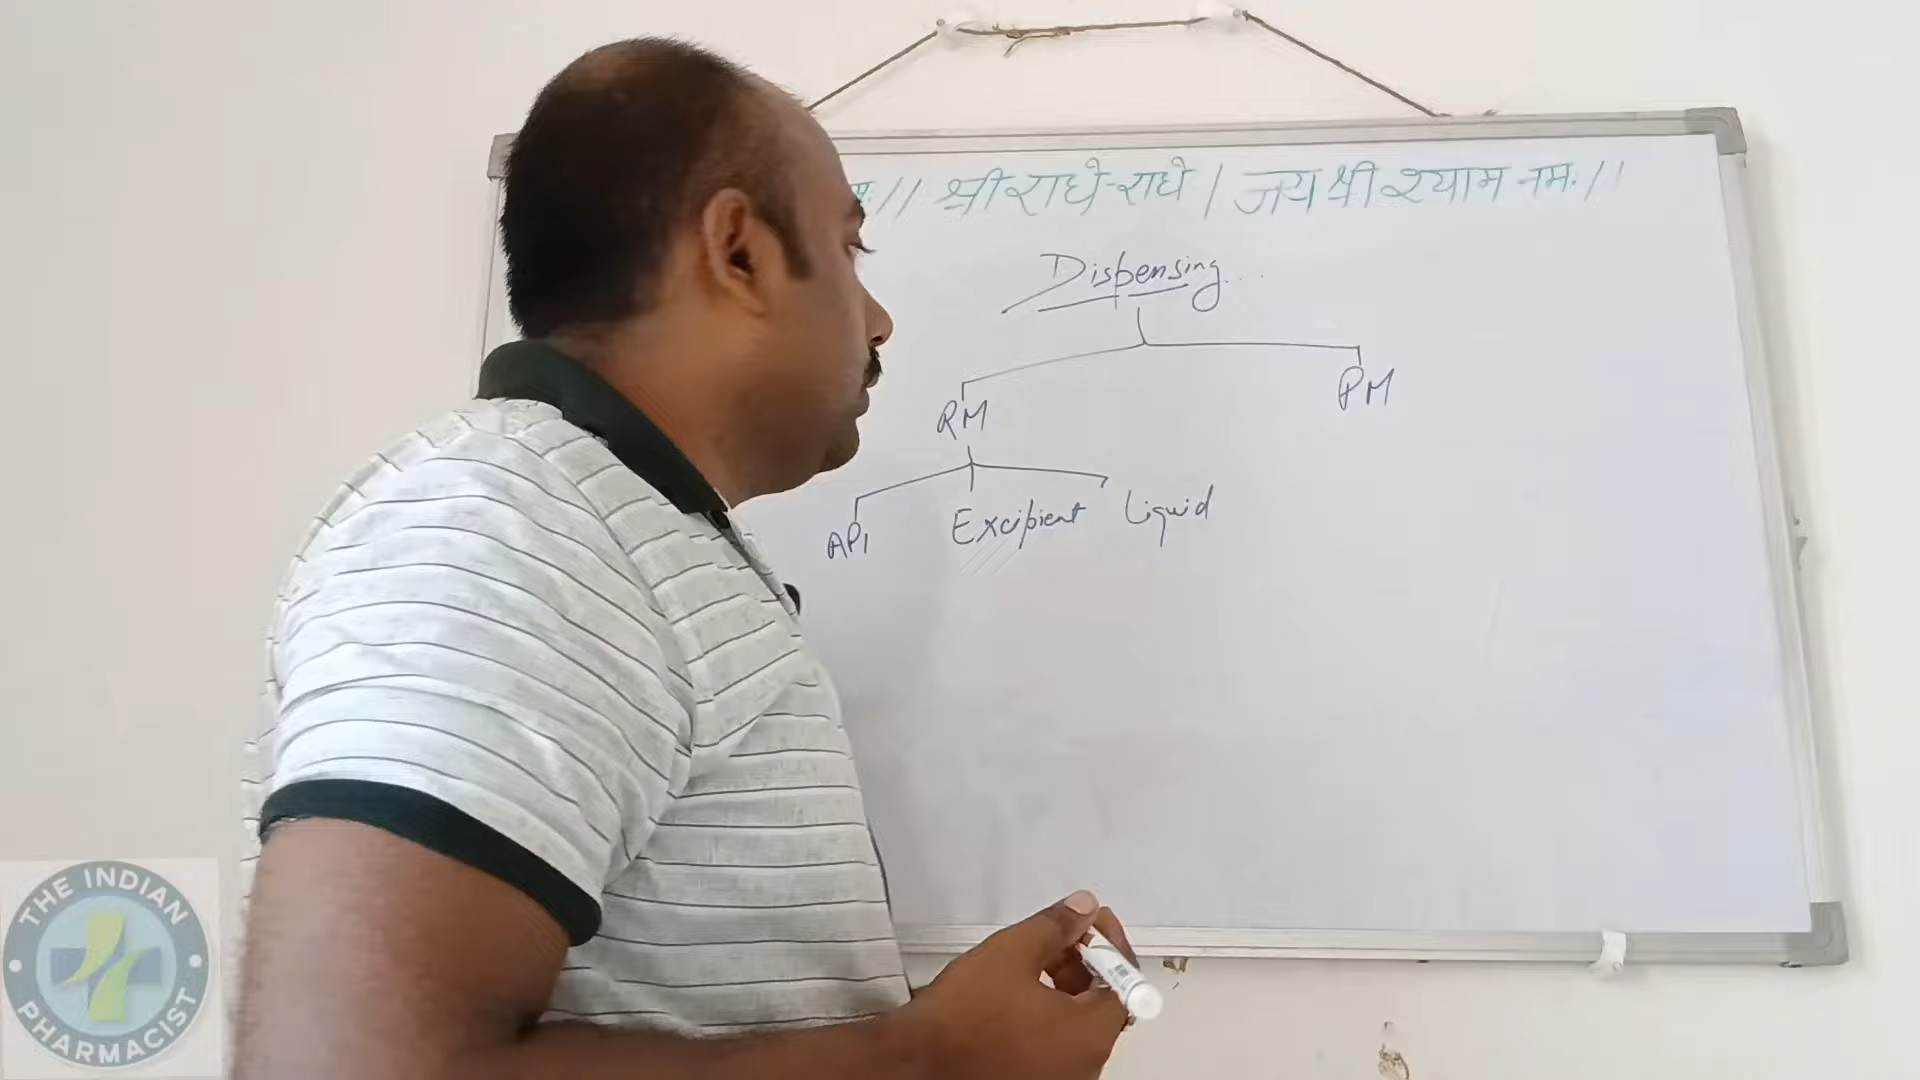 मः // श्री राधे-राधे / जय श्री श्याम नमः //
Dispensing...
RM PM
API Excipient Liquid
THE INDIAN PHARMACIST